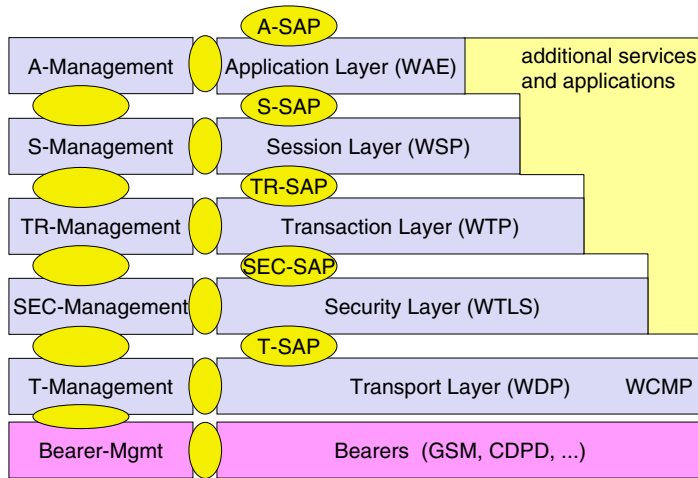 A-SAP
additional services
and applications
A-Management
Application Layer (WAE)
S-SAP
S-Management
Session Layer (WSP)
TR-SAP
TR-Management
Transaction Layer (WTP)
SEC-SAP
SEC-Management
Security Layer (WTLS)
T-SAP
T-Management
Transport Layer (WDP)
WCMP
Bearer-Mgmt
Bearers (GSM, CDPD, ...)